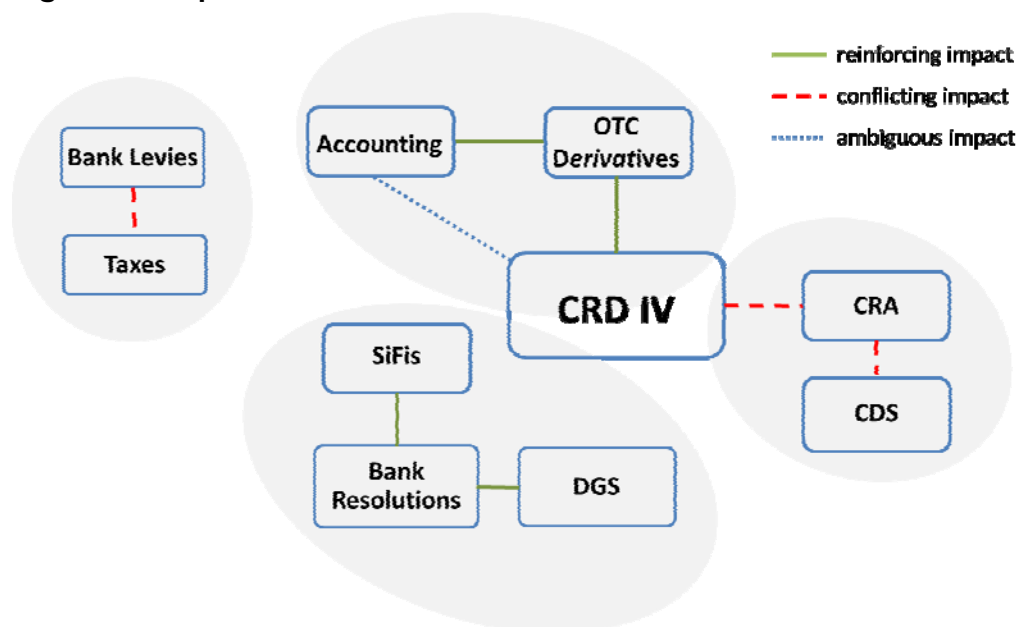 reinforcing impact
conflicting impact
ambiguous impact
Bank Levies
Taxes
Accounting
OTC
Derivatives
CRD IV
CRA
CDS
SiFis
Bank
Resolutions
DGS